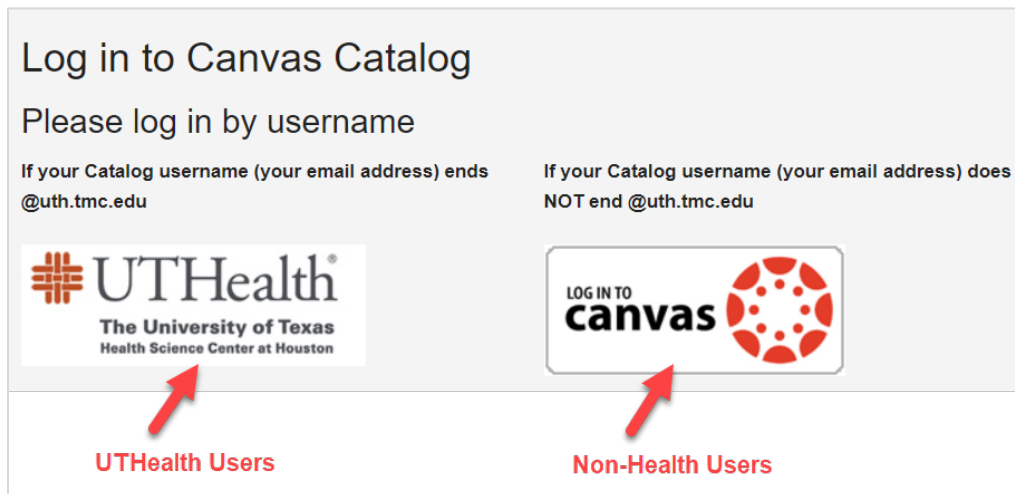 Log in to Canvas Catalog
Please log in by username
If your Catalog username (your email address) ends
@uth.tmc.edu
UTHealth®
The University of Texas
Health Science Center at Houston
UTHealth Users
If your Catalog username (your email address) does
NOT end @uth.tmc.edu
LOG IN TO
canvas
Non-Health Users